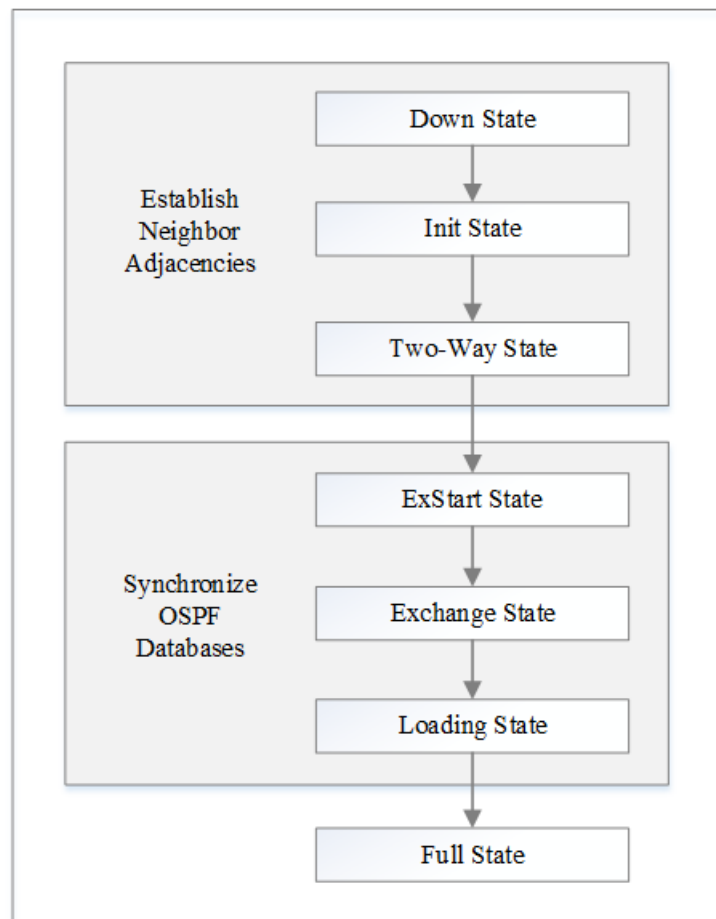 Down State
Establish
Neighbor
Adjacencies
Init State
Two-Way State
ExStart State
Synchronize
OSPF
Databases
Exchange State
Loading State
Full State